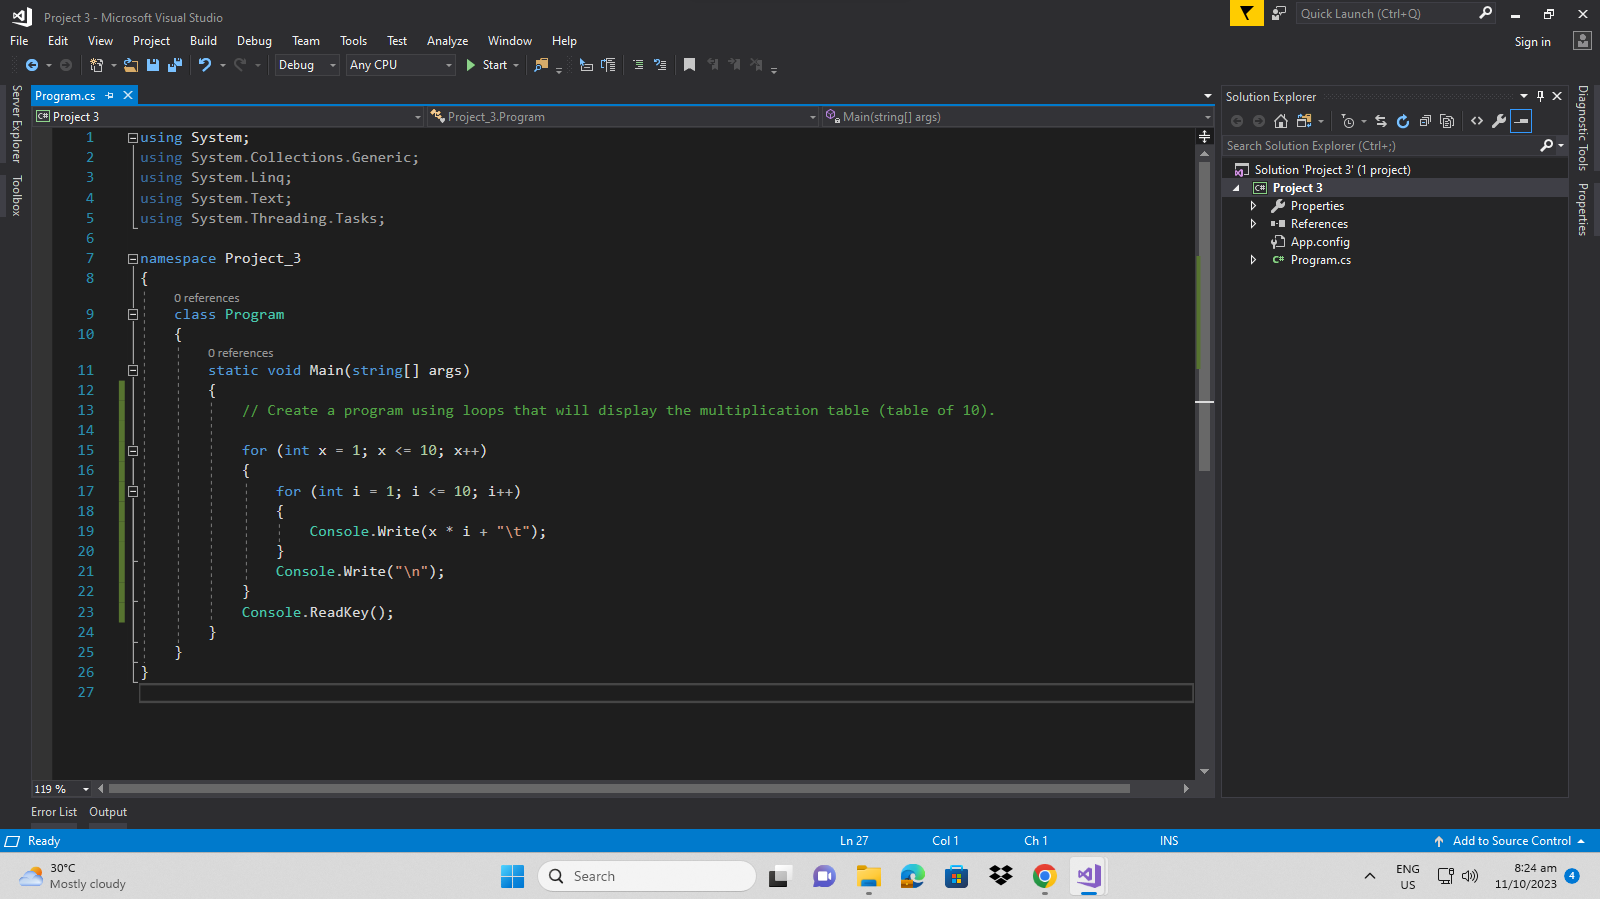 Project 3 - Microsoft Visual Studio
Quick Launch (Ctrl+Q)
File Edit View Project Build Debug Team Tools Test Analyze Window Help
Sign in
Debug Any CPU Start
Server Explorer
Toolbox
Program.cs
Project 3 Project_3.Program Main(string[] args)
1 using System;
2 using System.Collections.Generic;
3 using System.Linq;
4 using System.Text;
5 using System.Threading.Tasks;
6
7 namespace Project_3
8 {
0 references
9 class Program
10 {
0 references
11 static void Main(string[] args)
12 {
13 // Create a program using loops that will display the multiplication table (table of 10).
14
15 for (int x = 1; x <= 10; x++)
16 {
17 for (int i = 1; i <= 10; i++)
18 {
19 Console.Write(x * i + "\t");
20 }
21 Console.Write("\n");
22 }
23 Console.ReadKey();
24 }
25 }
26 }
27
119 %
Solution Explorer
Search Solution Explorer (Ctrl+;)
Solution 'Project 3' (1 project)
C# Project 3
Properties
References
App.config
C# Program.cs
Diagnostic Tools
Properties
Error List Output
Ready Ln 27 Col 1 Ch 1 INS Add to Source Control
30°C
Mostly cloudy
Search
ENG
US
8:24 am
11/10/2023
4